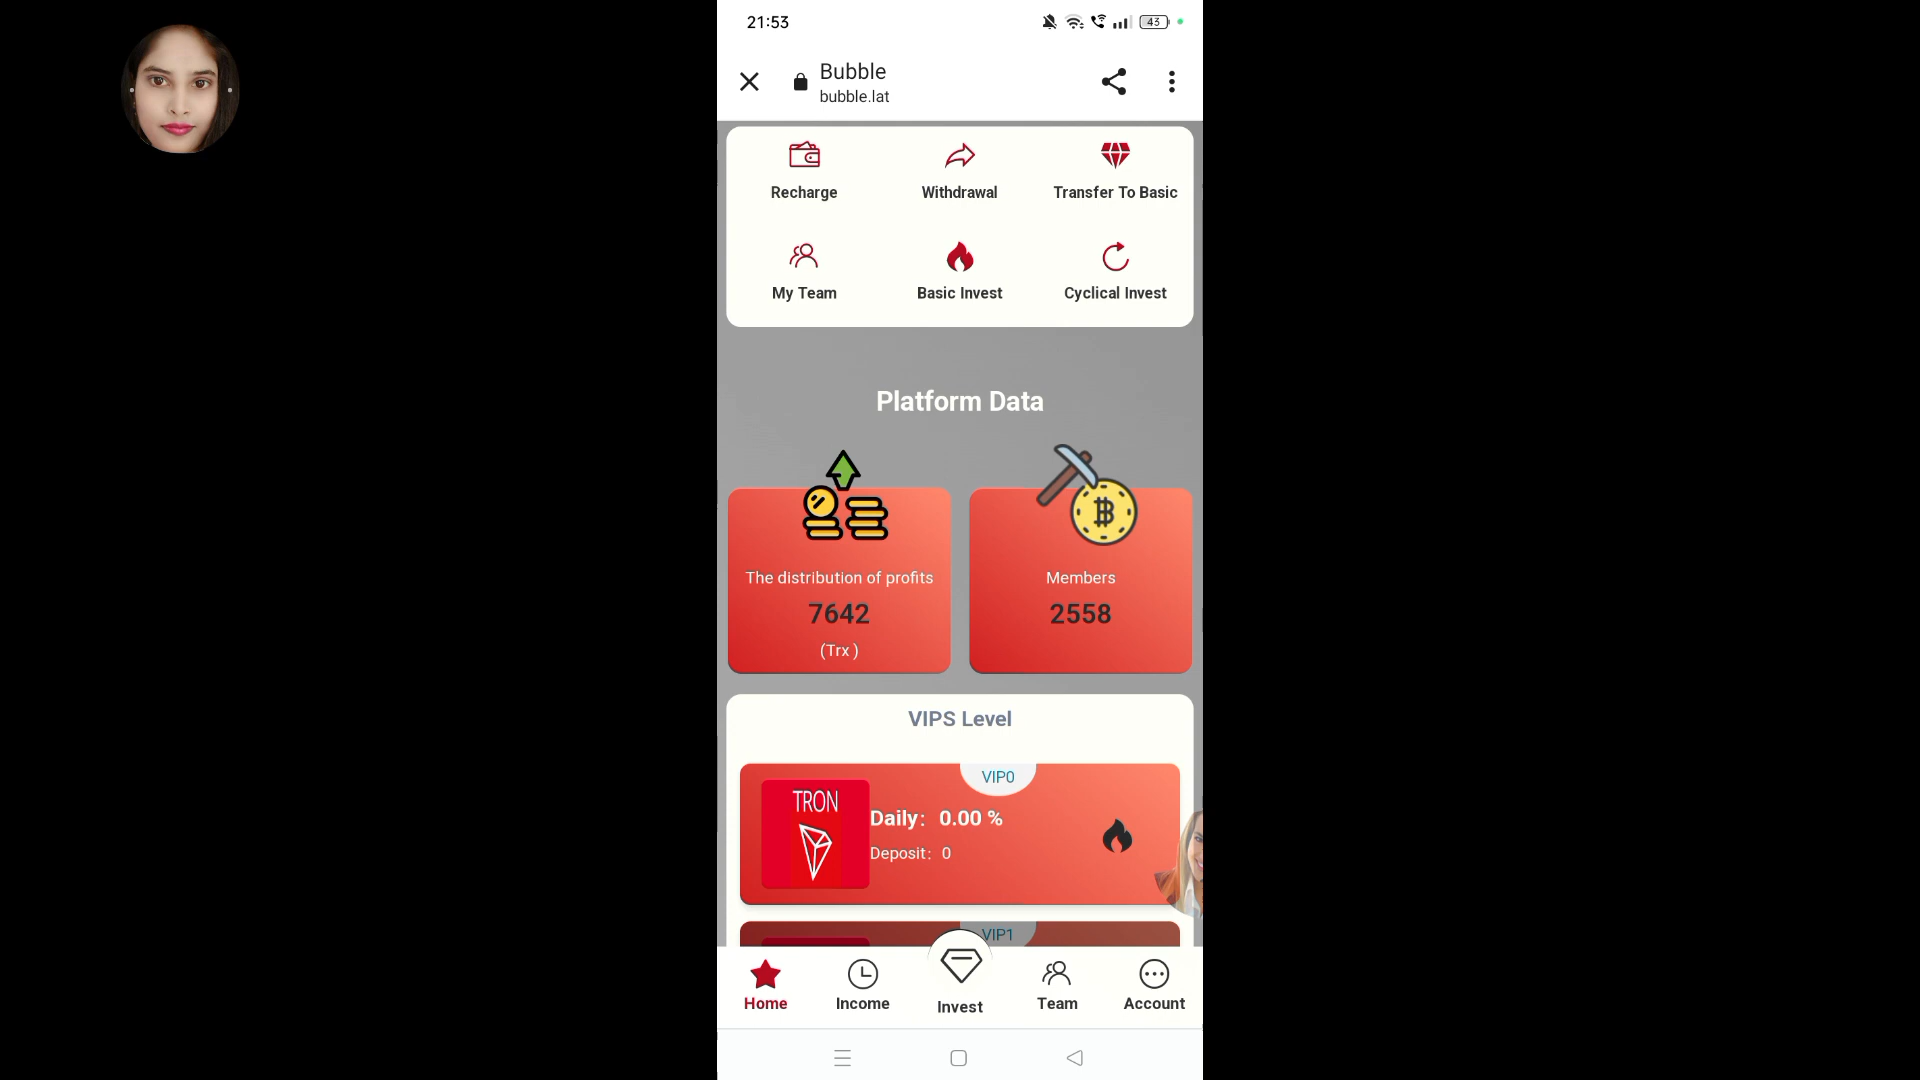 21:53
43
Bubble
bubble.lat
Recharge
Withdrawal
Transfer To Basic
My Team
Basic Invest
Cyclical Invest
Platform Data
The distribution of profits
7642
(Trx )
Members
2558
VIPS Level
VIP0
TRON
Daily: 0.00 %
Deposit: 0
VIP1
Home
Income
Invest
Team
Account